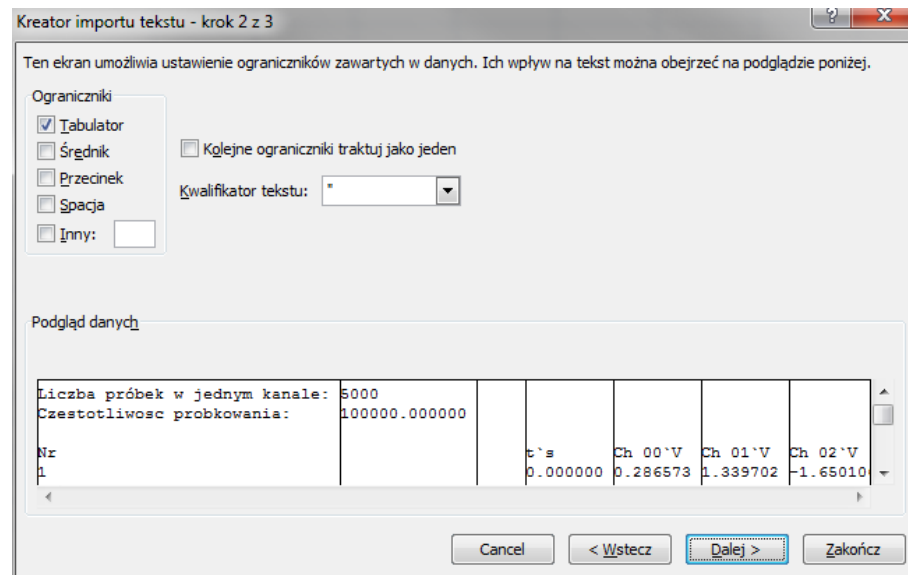 Kreator importu tekstu - krok 2 z 3
?
X
Ten ekran umożliwia ustawienie ograniczników zawartych w danych. Ich wpływ na tekst można obejrzeć na podglądzie poniżej.
Ograniczniki
Tabulator
Średnik
Przecinek
Spacja
Inny:
Kolejne ograniczniki traktuj jako jeden
Kwalifikator tekstu: "
Podgląd danych
Liczba próbek w jednym kanale: 5000
Czestotliwosc probkowania: 100000.000000
Nr t`s Ch 00`V Ch 01`V Ch 02`V
1 0.000000 0.286573 1.339702 -1.65010
Cancel
< Wstecz
Dalej >
Zakończ